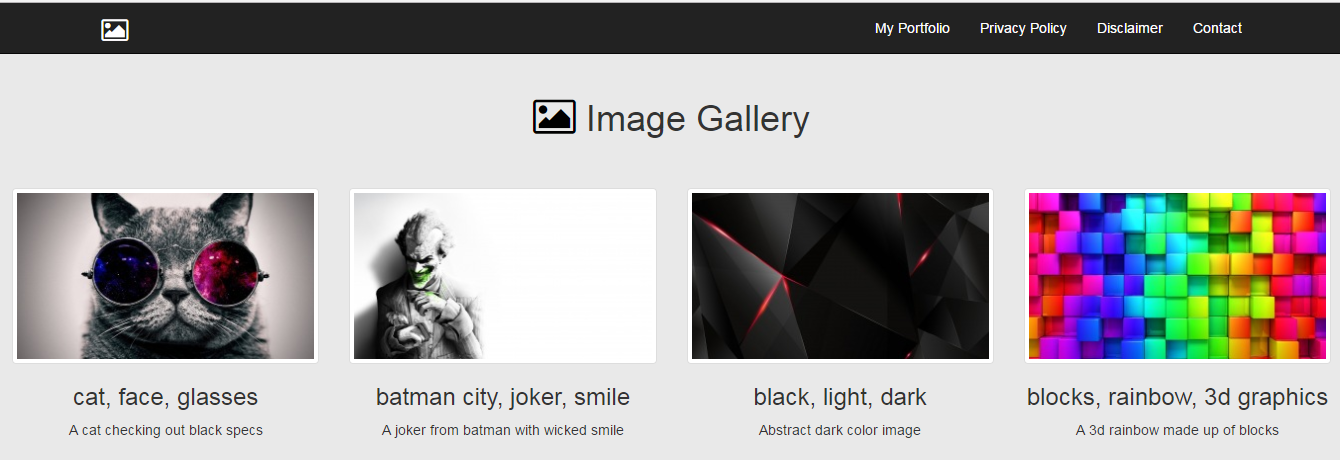 My Portfolio Privacy Policy Disclaimer Contact
Image Gallery
cat, face, glasses
A cat checking out black specs
batman city, joker, smile
A joker from batman with wicked smile
black, light, dark
Abstract dark color image
blocks, rainbow, 3d graphics
A 3d rainbow made up of blocks